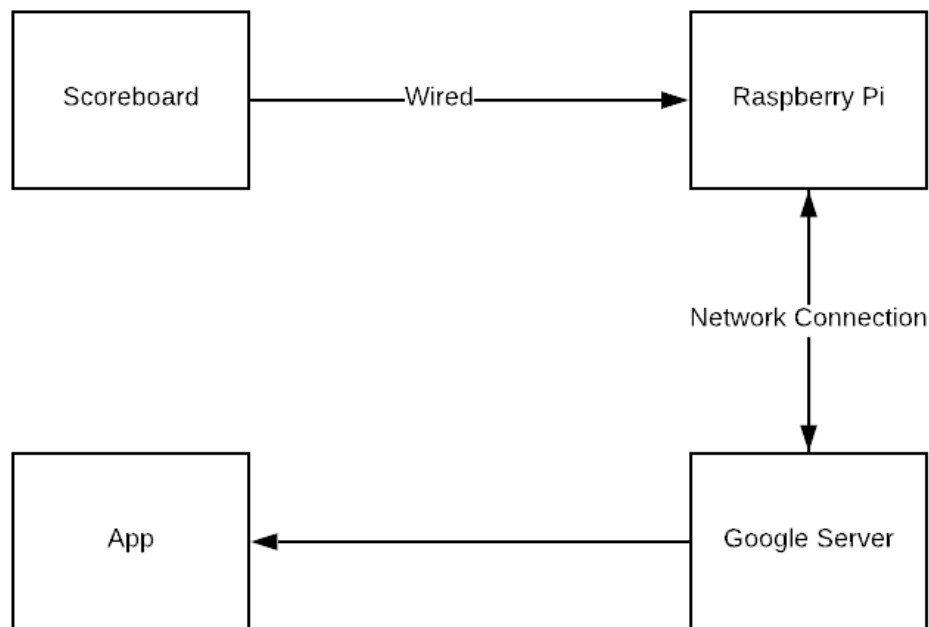 Scoreboard
Wired
Raspberry Pi
Network Connection
App
Google Server